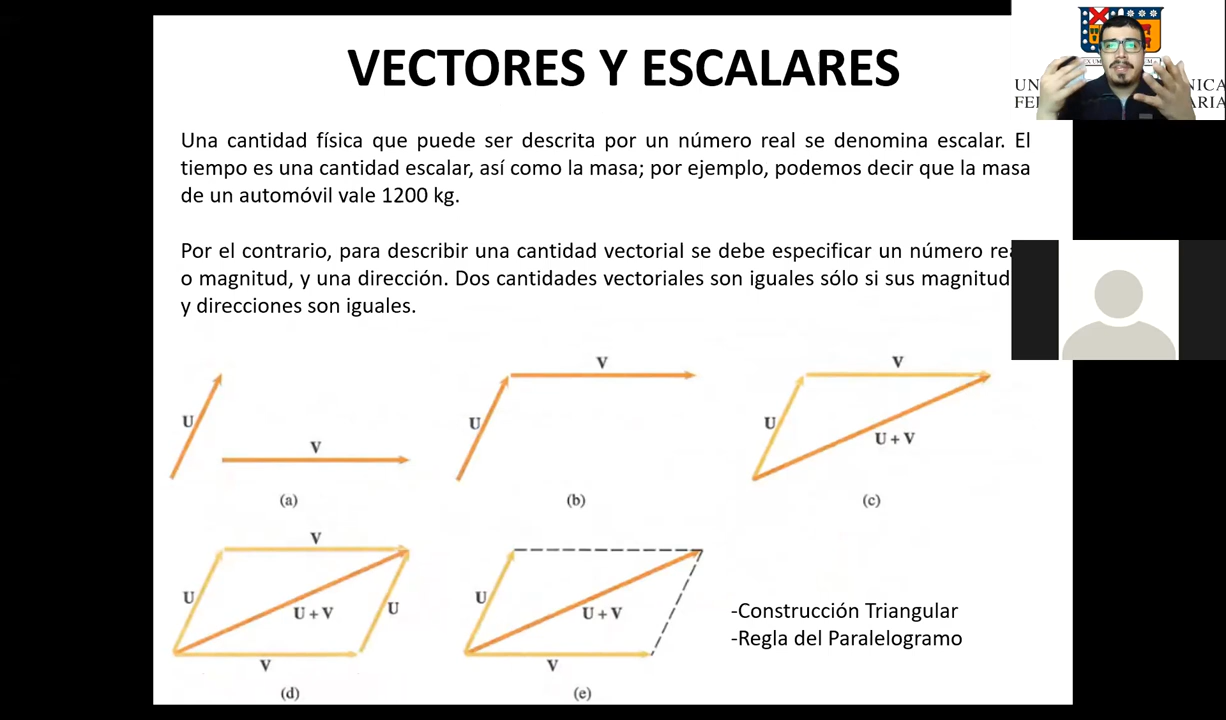 VECTORES Y ESCALARES
Una cantidad física que puede ser descrita por un número real se denomina escalar. El
tiempo es una cantidad escalar, así como la masa; por ejemplo, podemos decir que la masa
de un automóvil vale 1200 kg.
Por el contrario, para describir una cantidad vectorial se debe especificar un número rea
o magnitud, y una dirección. Dos cantidades vectoriales son iguales sólo si sus magnitud
y direcciones son iguales.
U
V
(a)
U
V
(b)
U
V
U + V
(c)
U
V
U + V
U
V
(d)
U
U + V
V
(e)
-Construcción Triangular
-Regla del Paralelogramo
UN
NICA
FE
ARIA